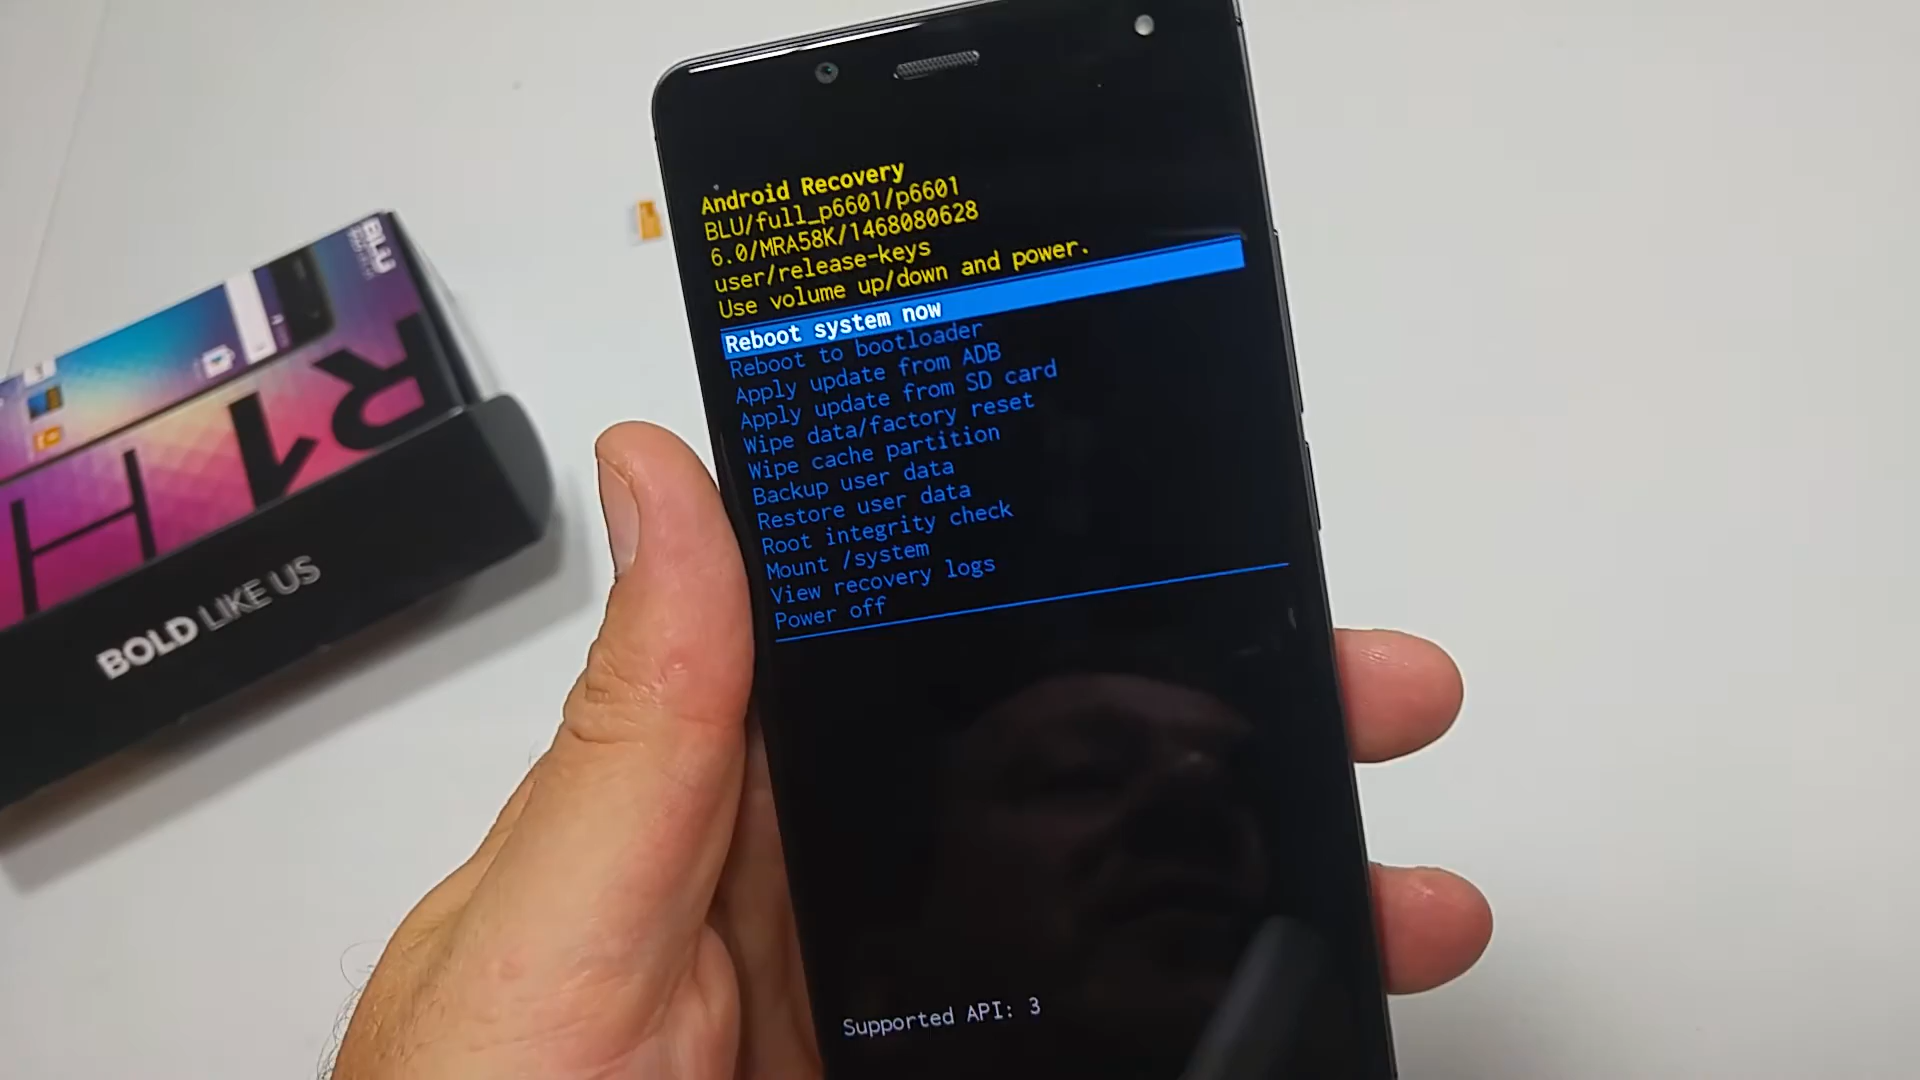 Android Recovery
BLU/full_p6601/p6601
6.0/MRA58K/1468080628
user/release-keys
Use volume up/down and power.
Reboot system now
Reboot to bootloader
Apply update from ADB
Apply update from SD card
Wipe data/factory reset
Wipe cache partition
Backup user data
Restore user data
Root integrity check
Mount /system
View recovery logs
Power off
Supported API: 3
BLU
R1 H
BOLD LIKE US